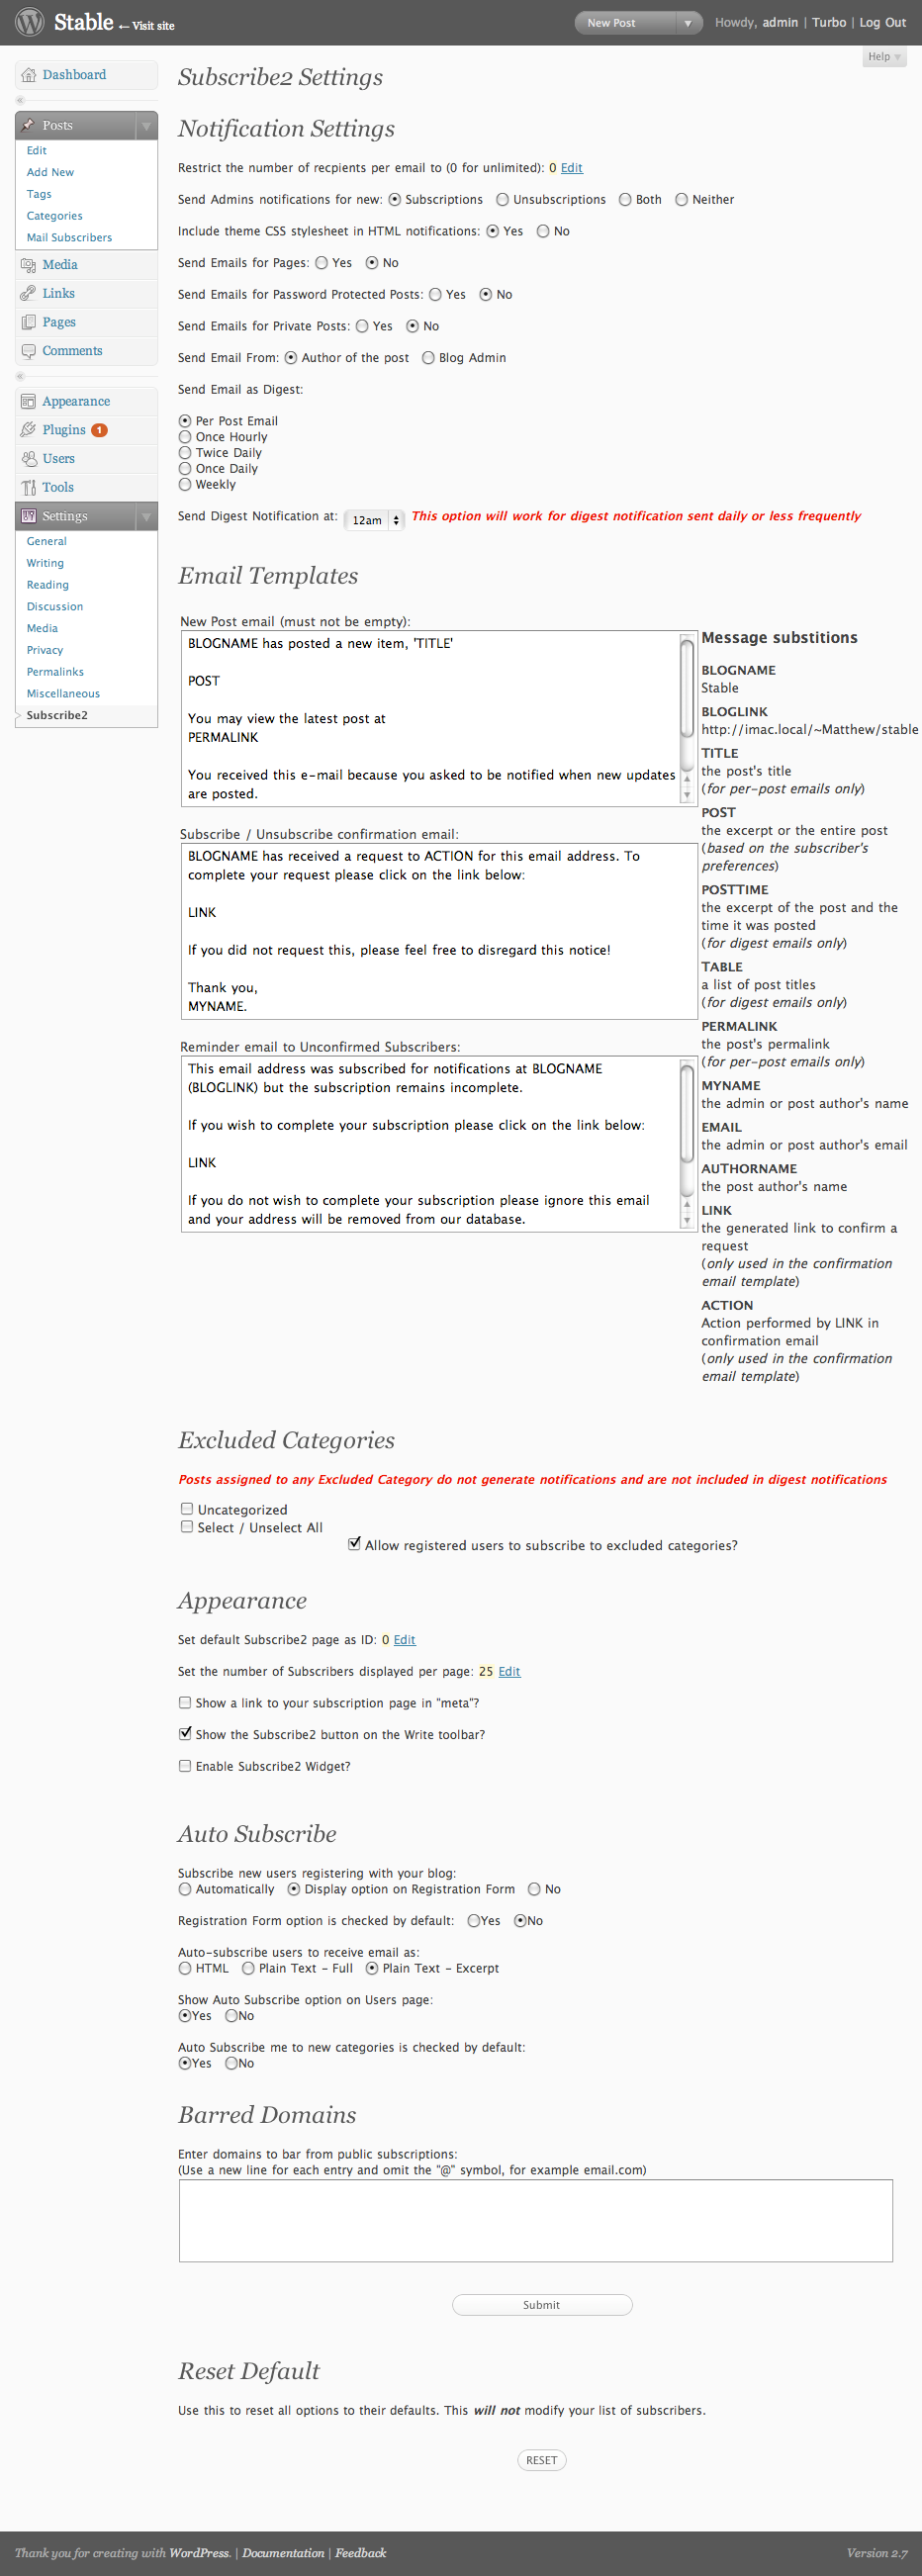 Stable ← Visit site
New Post
Howdy, admin | Turbo | Log Out
Help
Dashboard
Posts
Edit
Add New
Tags
Categories
Mail Subscribers
Media
Links
Pages
Comments
Appearance
Plugins 1
Users
Tools
Settings
General
Writing
Reading
Discussion
Media
Privacy
Permalinks
Miscellaneous
Subscribe2
Subscribe2 Settings
Notification Settings
Restrict the number of recpients per email to (0 for unlimited): 0 Edit
Send Admins notifications for new: Subscriptions Unsubscriptions Both Neither
Include theme CSS stylesheet in HTML notifications: Yes No
Send Emails for Pages: Yes No
Send Emails for Password Protected Posts: Yes No
Send Emails for Private Posts: Yes No
Send Email From: Author of the post Blog Admin
Send Email as Digest:
Per Post Email
Once Hourly
Twice Daily
Once Daily
Weekly
Send Digest Notification at: 12am This option will work for digest notification sent daily or less frequently
Email Templates
New Post email (must not be empty):
BLOGNAME has posted a new item, 'TITLE'
POST
You may view the latest post at
PERMALINK
You received this e-mail because you asked to be notified when new updates
are posted.
Subscribe / Unsubscribe confirmation email:
BLOGNAME has received a request to ACTION for this email address. To
complete your request please click on the link below:
LINK
If you did not request this, please feel free to disregard this notice!
Thank you,
MYNAME.
Reminder email to Unconfirmed Subscribers:
This email address was subscribed for notifications at BLOGNAME
(BLOGLINK) but the subscription remains incomplete.
If you wish to complete your subscription please click on the link below:
LINK
If you do not wish to complete your subscription please ignore this email
and your address will be removed from our database.
Message substitions
BLOGNAME
Stable
BLOGLINK
http://imac.local/~Matthew/stable
TITLE
the post's title
(for per-post emails only)
POST
the excerpt or the entire post
(based on the subscriber's
preferences)
POSTTIME
the excerpt of the post and the
time it was posted
(for digest emails only)
TABLE
a list of post titles
(for digest emails only)
PERMALINK
the post's permalink
(for per-post emails only)
MYNAME
the admin or post author's name
EMAIL
the admin or post author's email
AUTHORNAME
the post author's name
LINK
the generated link to confirm a
request
(only used in the confirmation
email template)
ACTION
Action performed by LINK in
confirmation email
(only used in the confirmation
email template)
Excluded Categories
Posts assigned to any Excluded Category do not generate notifications and are not included in digest notifications
Uncategorized
Select / Unselect All
Allow registered users to subscribe to excluded categories?
Appearance
Set default Subscribe2 page as ID: 0 Edit
Set the number of Subscribers displayed per page: 25 Edit
Show a link to your subscription page in "meta"?
Show the Subscribe2 button on the Write toolbar?
Enable Subscribe2 Widget?
Auto Subscribe
Subscribe new users registering with your blog:
Automatically Display option on Registration Form No
Registration Form option is checked by default: Yes No
Auto-subscribe users to receive email as:
HTML Plain Text - Full Plain Text - Excerpt
Show Auto Subscribe option on Users page:
Yes No
Auto Subscribe me to new categories is checked by default:
Yes No
Barred Domains
Enter domains to bar from public subscriptions:
(Use a new line for each entry and omit the "@" symbol, for example email.com)
Submit
Reset Default
Use this to reset all options to their defaults. This will not modify your list of subscribers.
RESET
Thank you for creating with WordPress. | Documentation | Feedback
Version 2.7